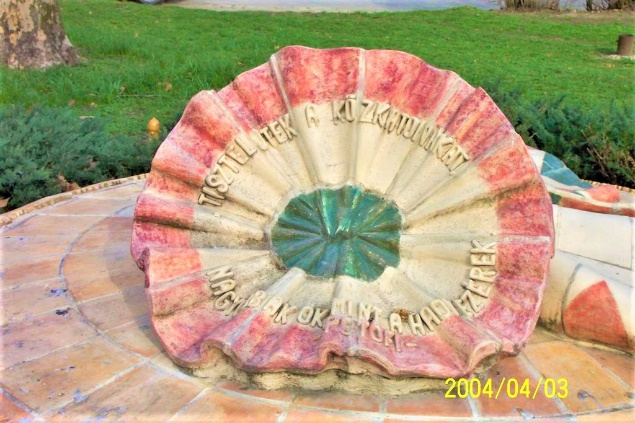 TISZTELJÉTEK A KÖZKATONÁKAT
NAGYOBBAK ŐK MINT A HADVEZÉREK
PETŐFI
2004/04/03